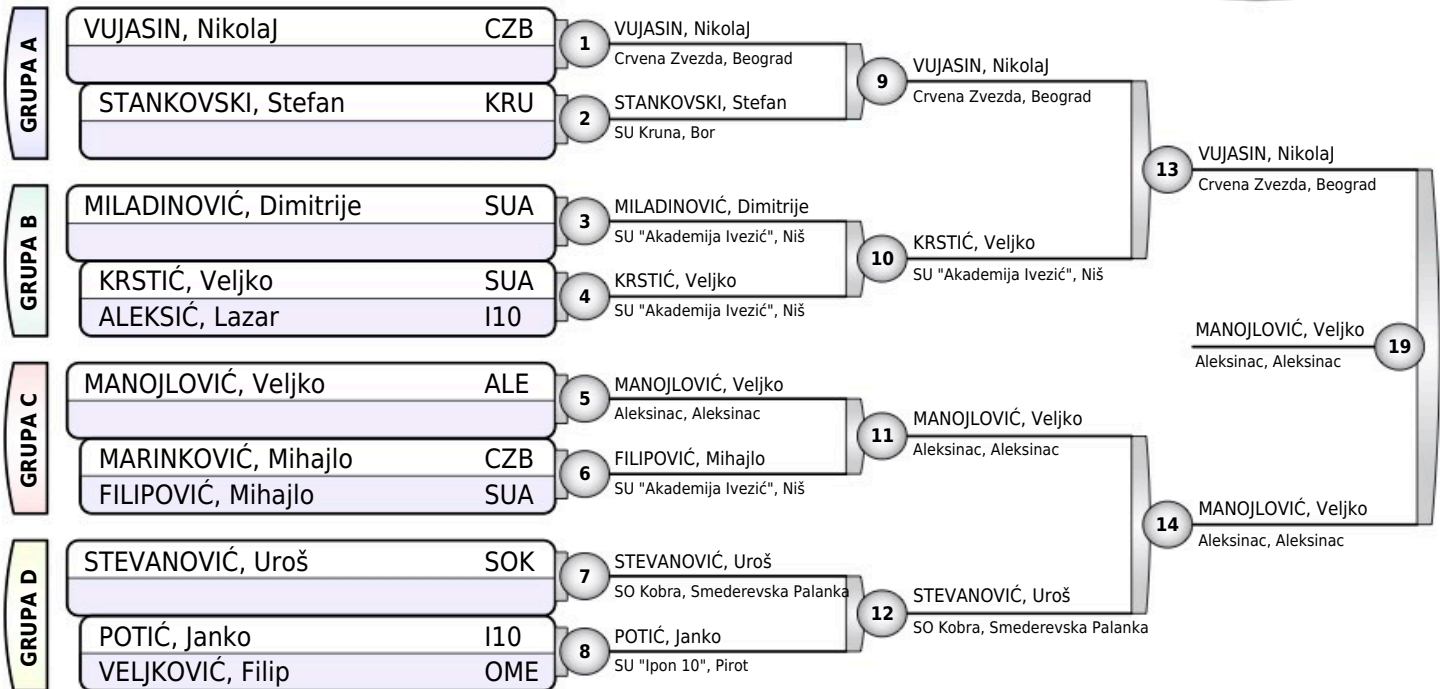 GRUPA A
VUJASIN, NikolaJ CZB
STANKOVSKI, Stefan KRU
GRUPA B
MILADINOVIĆ, Dimitrije SUA
KRSTIĆ, Veljko SUA
ALEKSIĆ, Lazar I10
GRUPA C
MANOJLOVIĆ, Veljko ALE
MARINKOVIĆ, Mihajlo CZB
FILIPOVIĆ, Mihajlo SUA
GRUPA D
STEVANOVIĆ, Uroš SOK
POTIĆ, Janko I10
VELJKOVIĆ, Filip OME
1
VUJASIN, NikolaJ
Crvena Zvezda, Beograd
2
STANKOVSKI, Stefan
SU Kruna, Bor
3
MILADINOVIĆ, Dimitrije
SU "Akademija Ivezić", Niš
4
KRSTIĆ, Veljko
SU "Akademija Ivezić", Niš
5
MANOJLOVIĆ, Veljko
Aleksinac, Aleksinac
6
FILIPOVIĆ, Mihajlo
SU "Akademija Ivezić", Niš
7
STEVANOVIĆ, Uroš
SO Kobra, Smederevska Palanka
8
POTIĆ, Janko
SU "Ipon 10", Pirot
9
VUJASIN, NikolaJ
Crvena Zvezda, Beograd
10
KRSTIĆ, Veljko
SU "Akademija Ivezić", Niš
11
MANOJLOVIĆ, Veljko
Aleksinac, Aleksinac
12
STEVANOVIĆ, Uroš
SO Kobra, Smederevska Palanka
13
VUJASIN, NikolaJ
Crvena Zvezda, Beograd
14
MANOJLOVIĆ, Veljko
Aleksinac, Aleksinac
MANOJLOVIĆ, Veljko
Aleksinac, Aleksinac
19